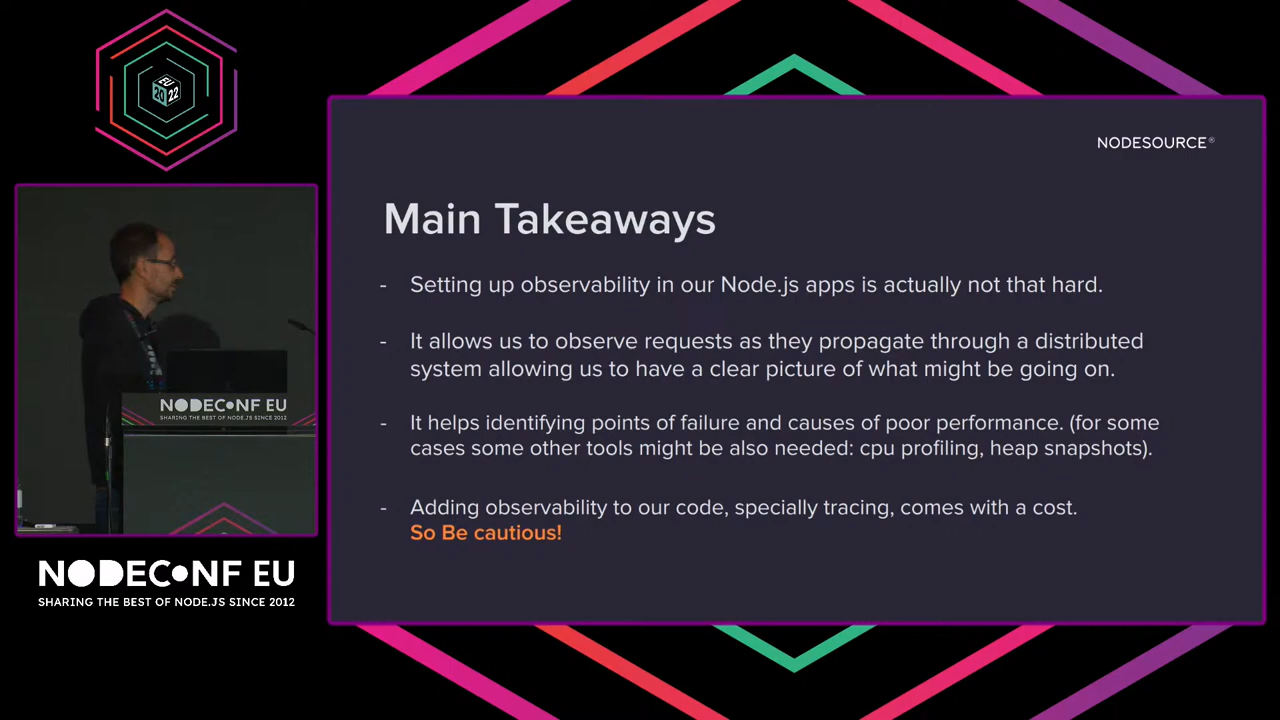 EU
20 22
NODESOURCE®
Main Takeaways
- Setting up observability in our Node.js apps is actually not that hard.
- It allows us to observe requests as they propagate through a distributed
system allowing us to have a clear picture of what might be going on.
- It helps identifying points of failure and causes of poor performance. (for some
cases some other tools might be also needed: cpu profiling, heap snapshots).
- Adding observability to our code, specially tracing, comes with a cost.
So Be cautious!
NODECONF EU
SHARING THE BEST OF NODE.JS SINCE 2012
NODECONF EU
SHARING THE BEST OF NODE.JS SINCE 2012